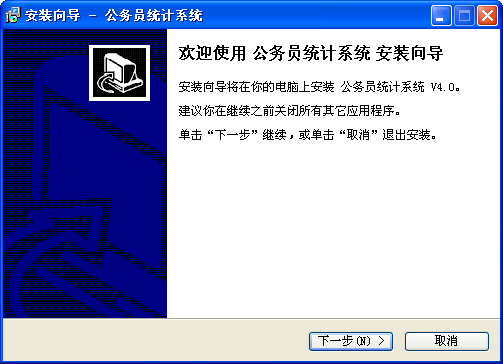 安装向导 - 公务员统计系统
欢迎使用 公务员统计系统 安装向导
安装向导将在你的电脑上安装 公务员统计系统 V4.0。
建议你在继续之前关闭所有其它应用程序。
单击“下一步”继续，或单击“取消”退出安装。
下一步(N) >
取消